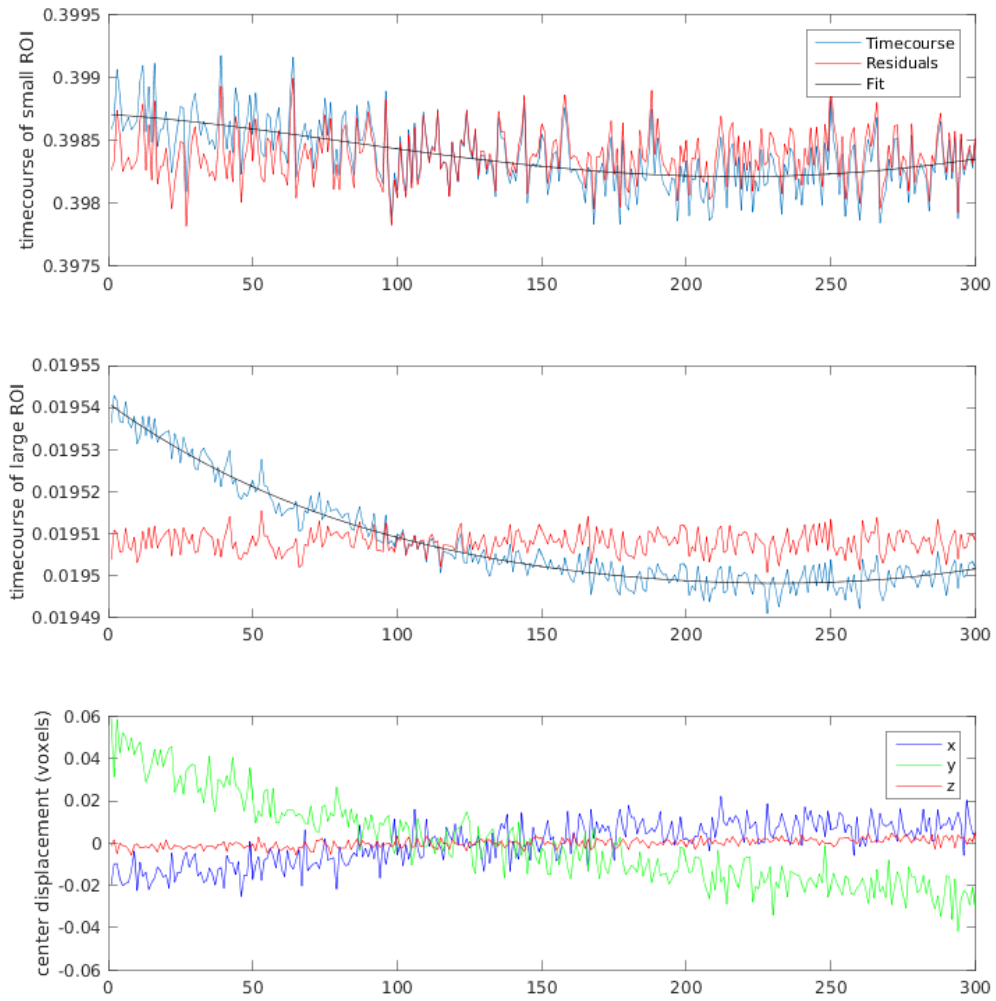 0.3995
0.399
0.3985
0.398
0.3975
timecourse of small ROI
Timecourse
Residuals
Fit
0 50 100 150 200 250 300
0.01955
0.01954
0.01953
0.01952
0.01951
0.0195
0.01949
timecourse of large ROI
0 50 100 150 200 250 300
0.06
0.04
0.02
0
-0.02
-0.04
-0.06
center displacement (voxels)
x
y
z
0 50 100 150 200 250 300